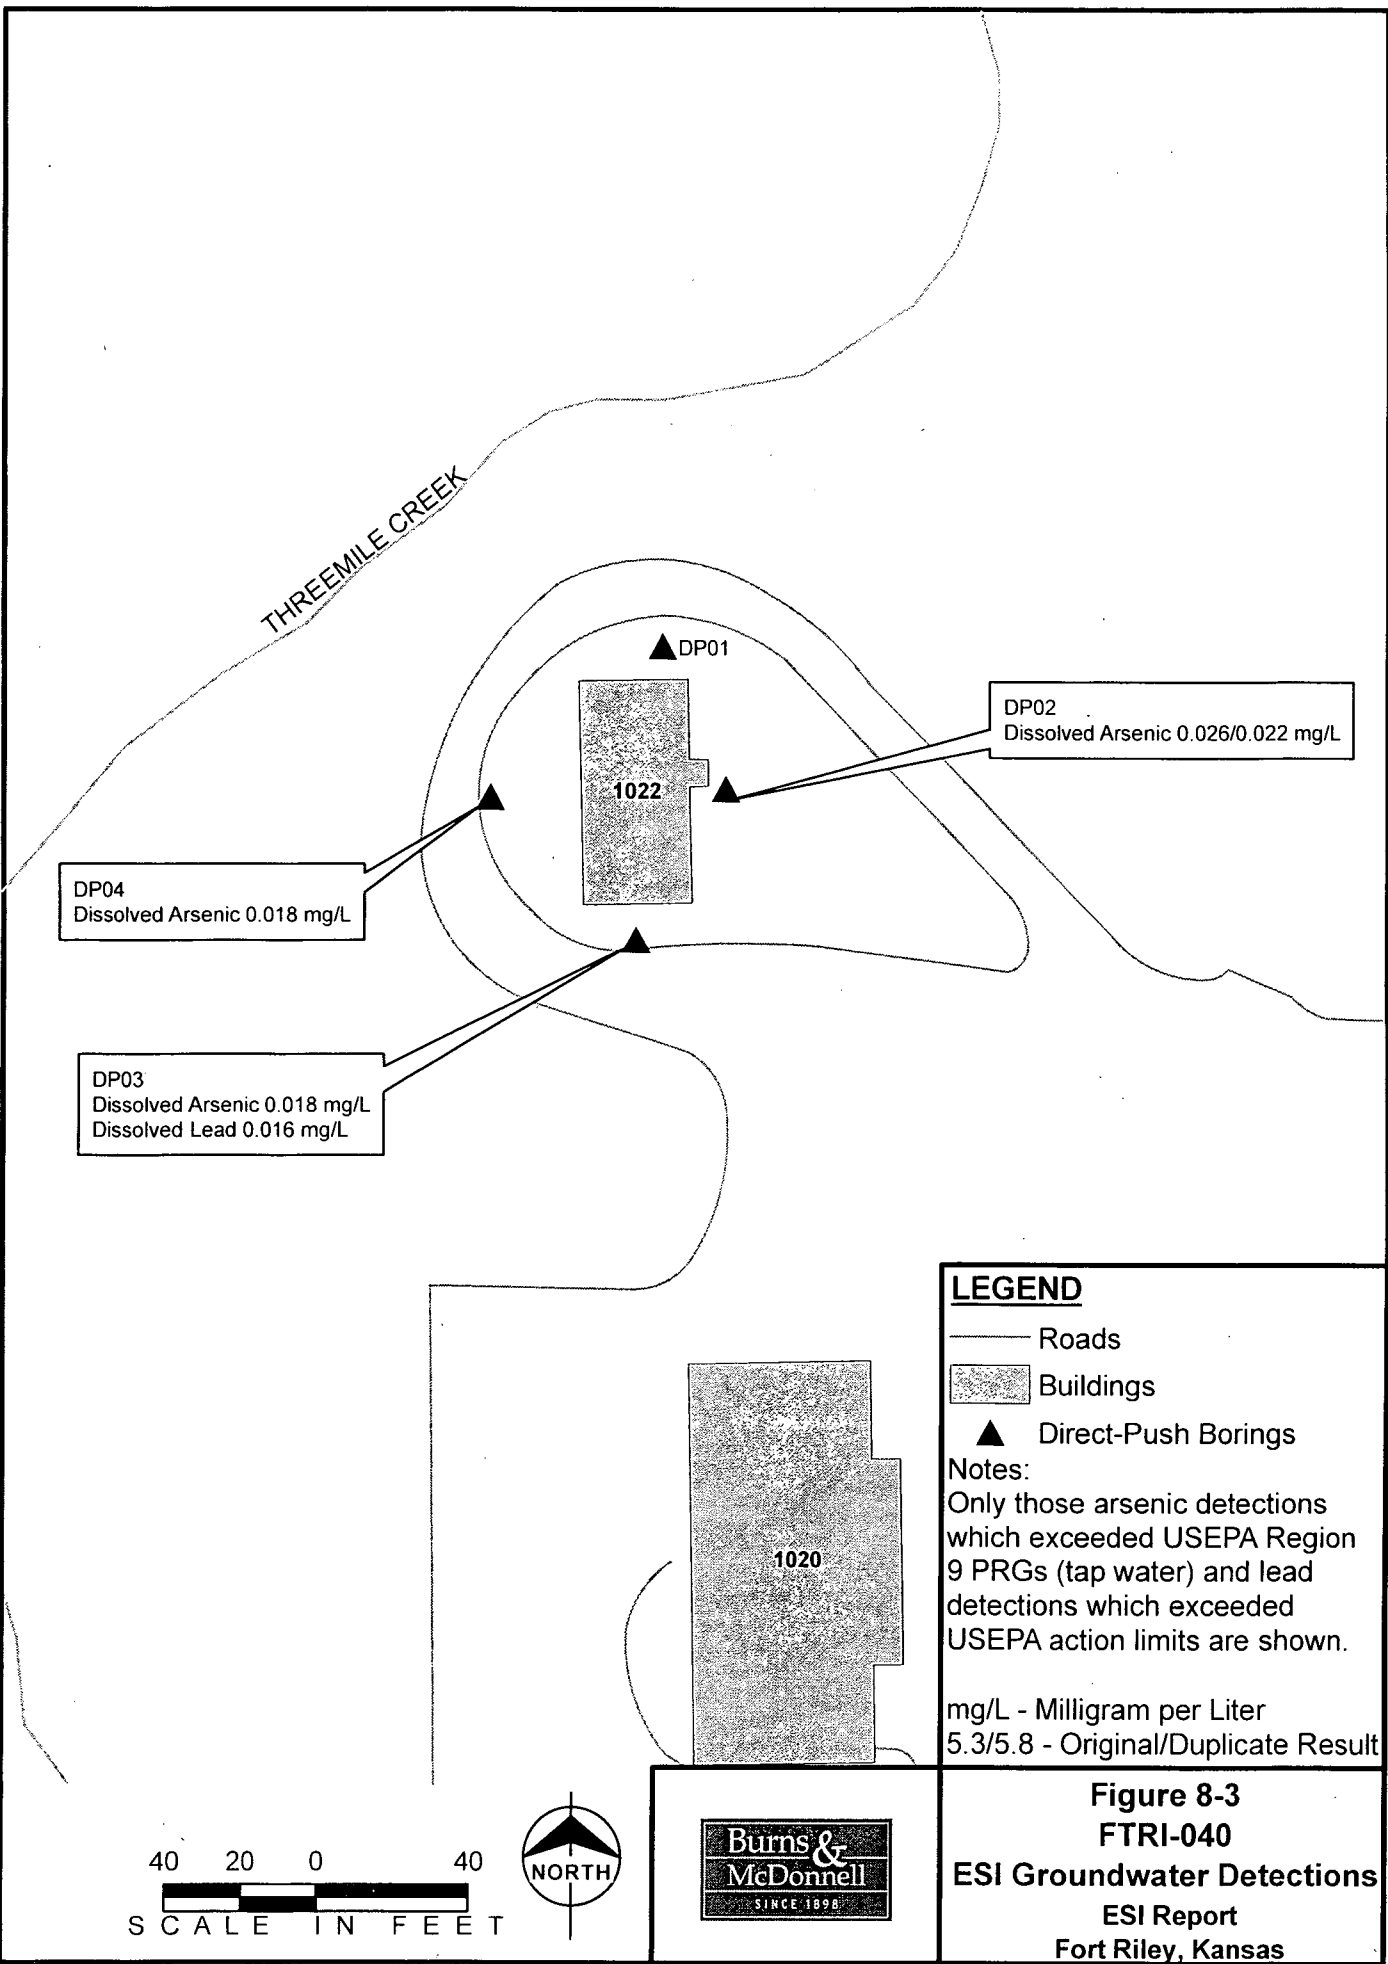 THREEMILE CREEK
DP01
DP02
Dissolved Arsenic 0.026/0.022 mg/L
1022
DP04
Dissolved Arsenic 0.018 mg/L
DP03
Dissolved Arsenic 0.018 mg/L
Dissolved Lead 0.016 mg/L
LEGEND
Roads
Buildings
Direct-Push Borings
Notes:
Only those arsenic detections
which exceeded USEPA Region
9 PRGs (tap water) and lead
detections which exceeded
USEPA action limits are shown.
mg/L - Milligram per Liter
5.3/5.8 - Original/Duplicate Result
1020
40 20 0 40
SCALE IN FEET
NORTH
Burns &
McDonnell
SINCE 1898
Figure 8-3
FTRI-040
ESI Groundwater Detections
ESI Report
Fort Riley, Kansas